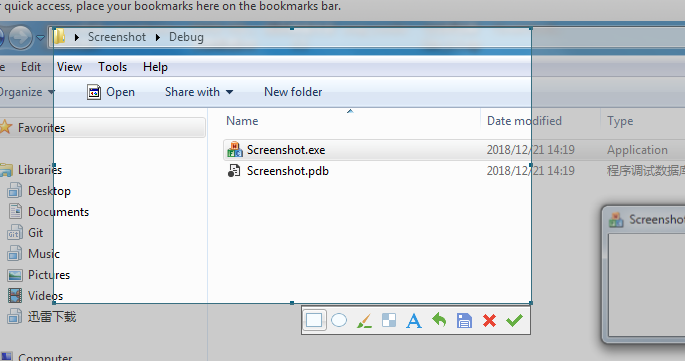 r quick access, place your bookmarks here on the bookmarks bar.
Screenshot Debug
e Edit View Tools Help
Organize Open Share with New folder
Name Date modified Type
Favorites
Screenshot.exe 2018/12/21 14:19 Application
Screenshot.pdb 2018/12/21 14:19 程序调试数据库
Libraries
Desktop
Documents
Git
Music
Pictures
Videos
迅雷下载
Screenshot
Computer